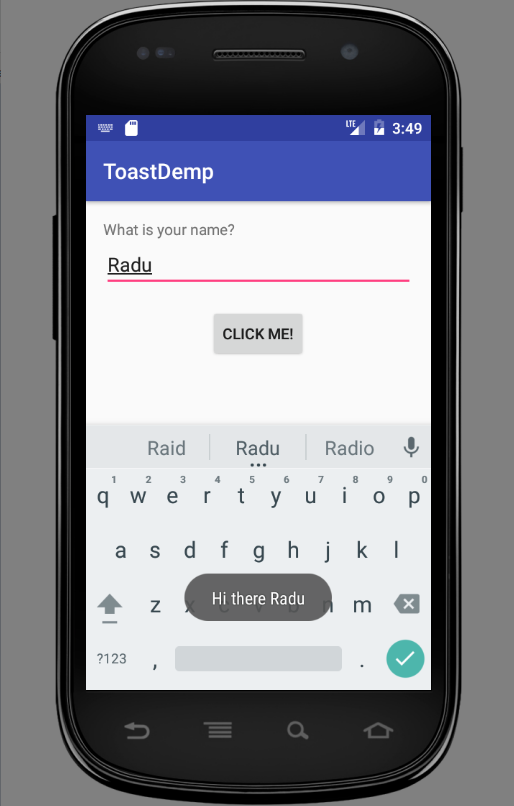 LTE 3:49
ToastDemp
What is your name?
Radu
CLICK ME!
Raid Radu Radio
1 2 3 4 5 6 7 8 9 0
q w e r t y u i o p
a s d f g h j k l
z x c v b n m
Hi there Radu
?123 , .